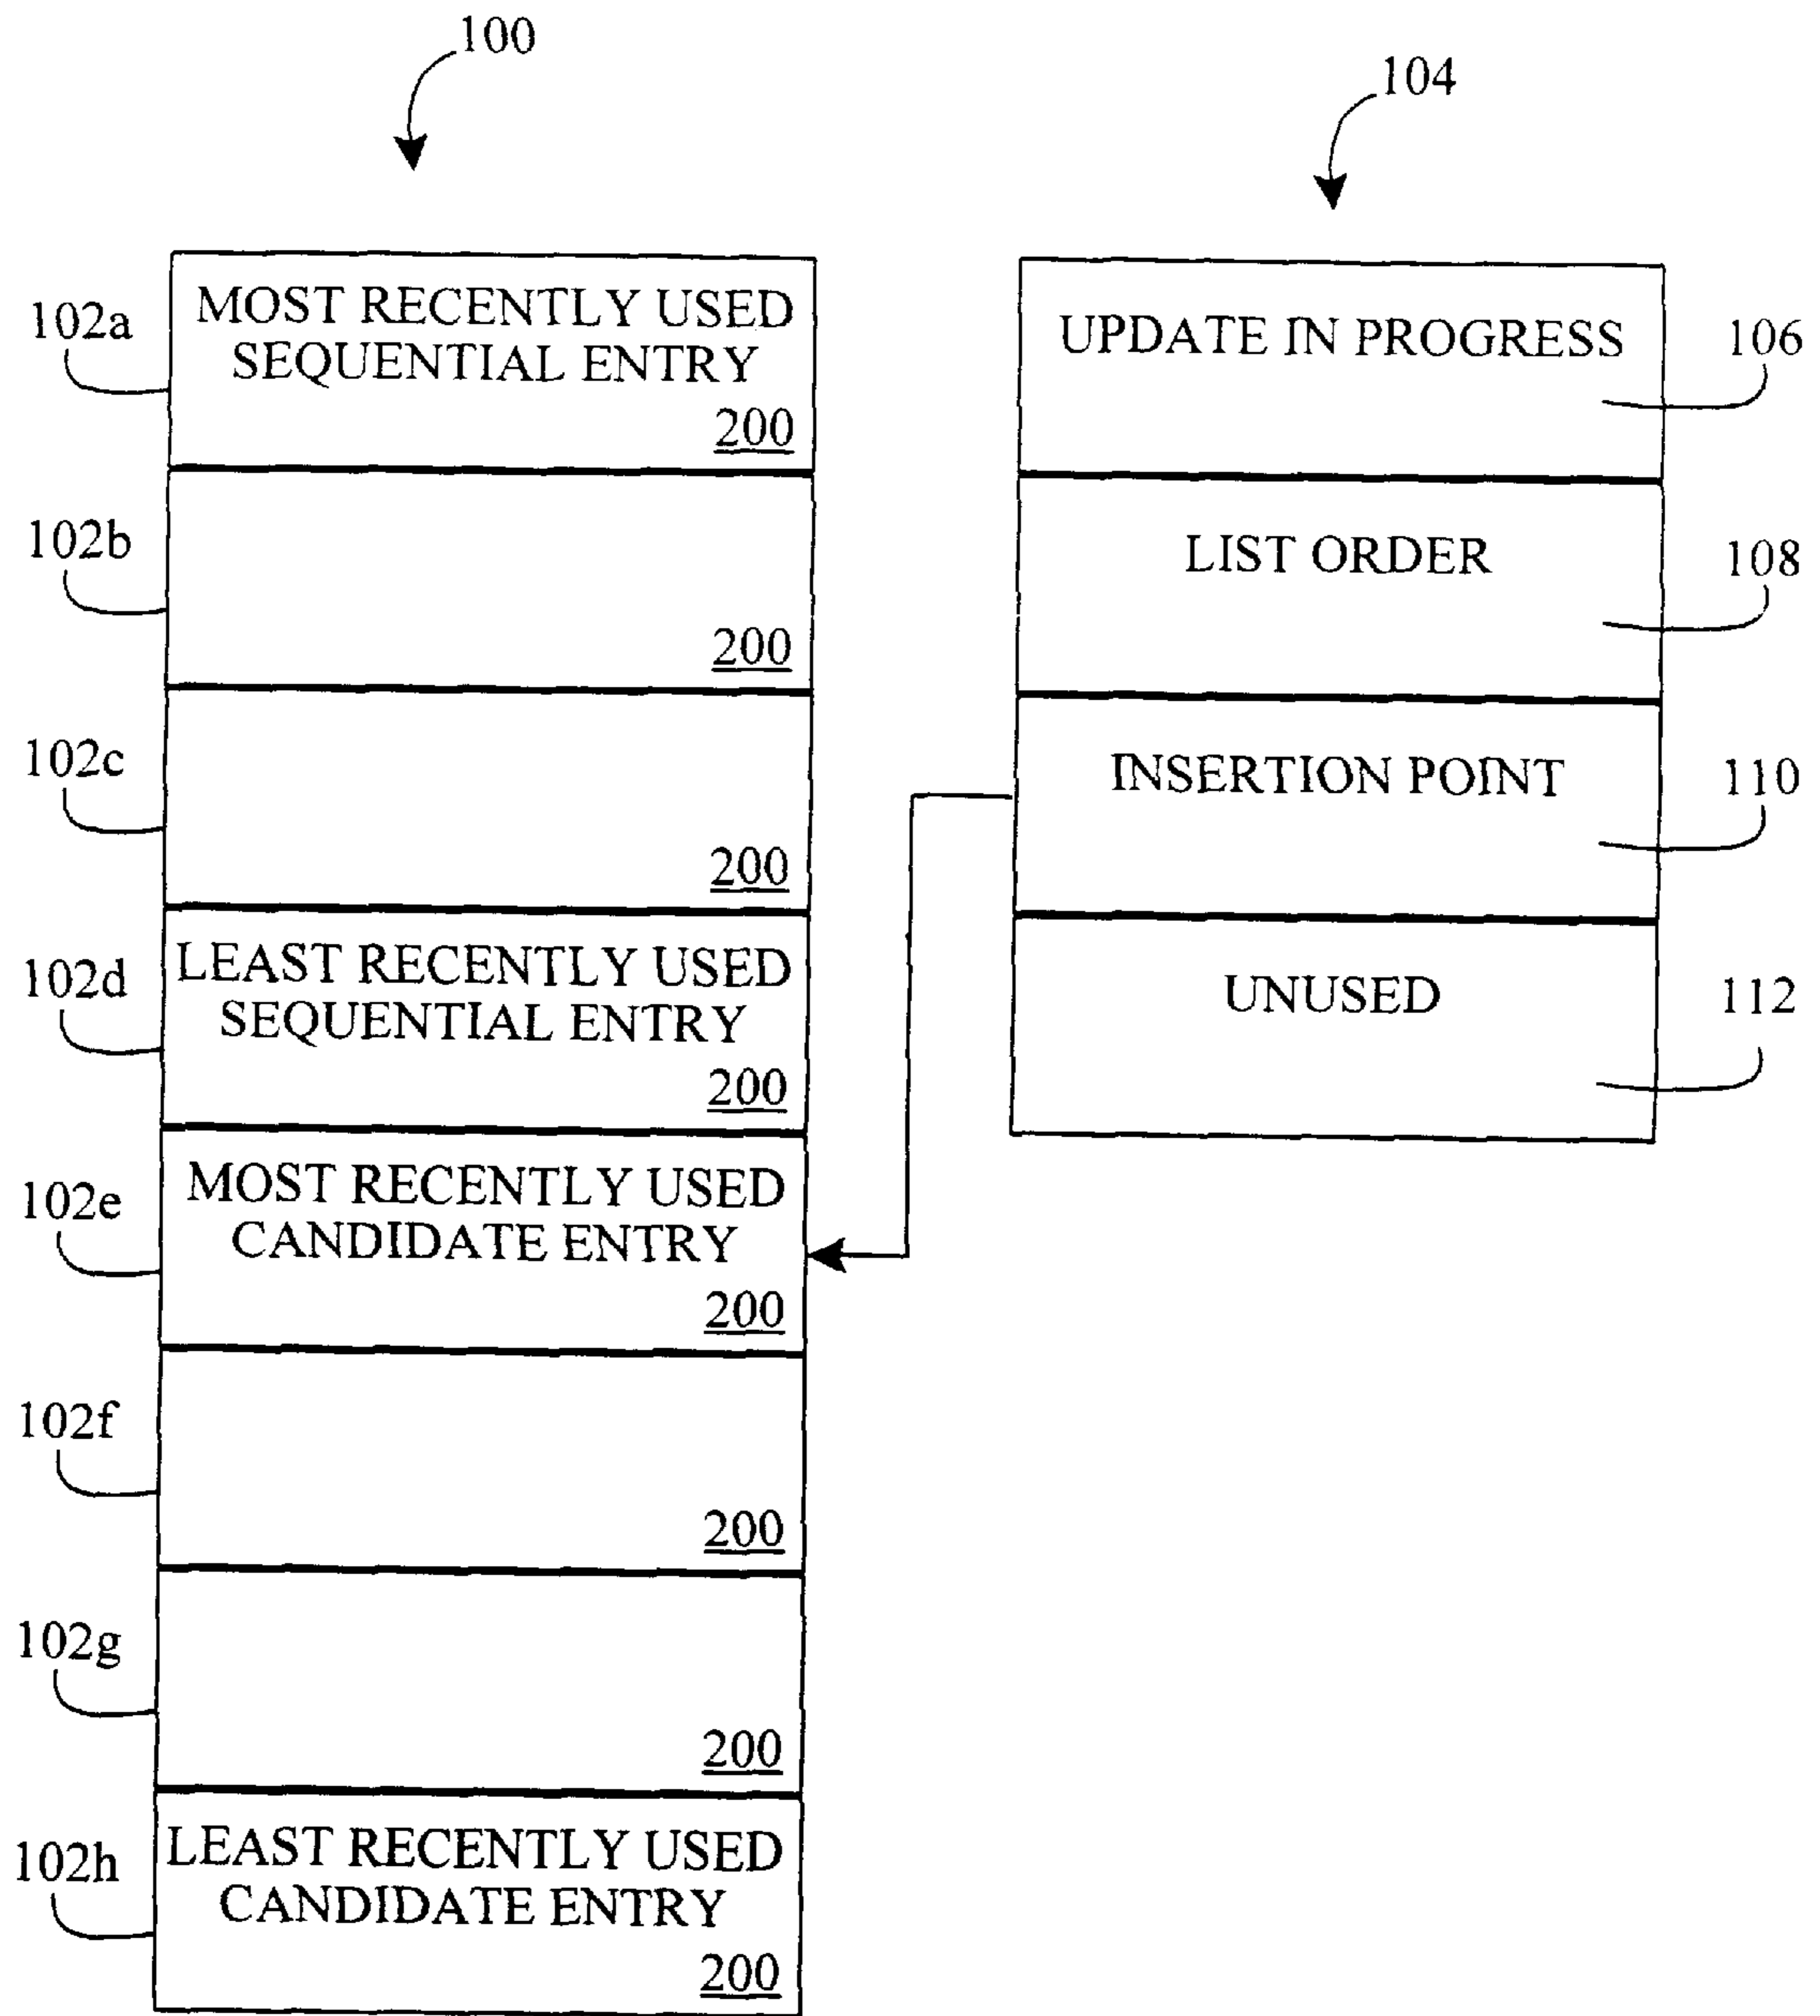 100
104
102a
MOST RECENTLY USED
SEQUENTIAL ENTRY
200
102b
200
102c
200
102d
LEAST RECENTLY USED
SEQUENTIAL ENTRY
200
102e
MOST RECENTLY USED
CANDIDATE ENTRY
200
102f
200
102g
200
102h
LEAST RECENTLY USED
CANDIDATE ENTRY
200
UPDATE IN PROGRESS
106
LIST ORDER
108
INSERTION POINT
110
UNUSED
112